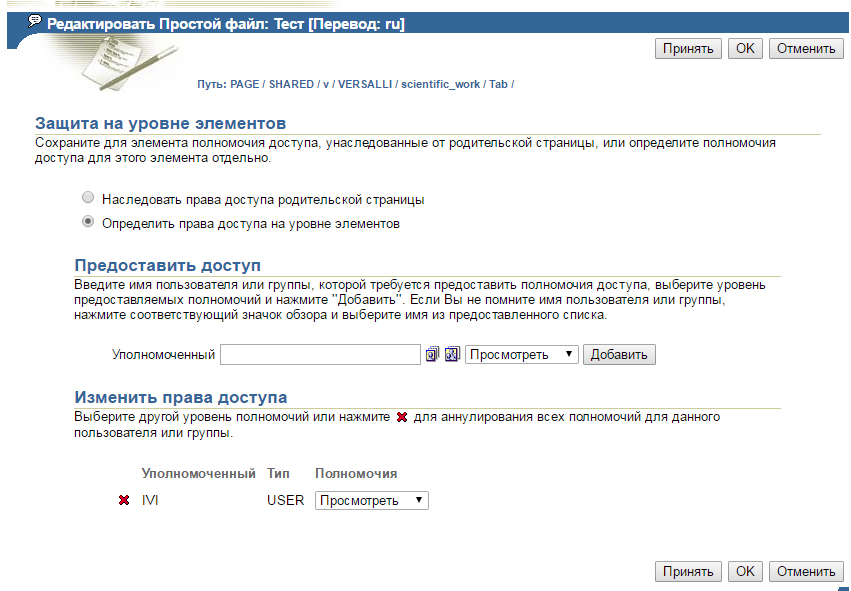 Редактировать Простой файл: Тест [Перевод: ru]
Принять OK Отменить
Путь: PAGE / SHARED / v / VERSALLI / scientific_work / Tab /
Защита на уровне элементов
Сохраните для элемента полномочия доступа, унаследованные от родительской страницы, или определите полномочия
доступа для этого элемента отдельно.
Наследовать права доступа родительской страницы
Определить права доступа на уровне элементов
Предоставить доступ
Введите имя пользователя или группы, которой требуется предоставить полномочия доступа, выберите уровень
предоставляемых полномочий и нажмите "Добавить". Если Вы не помните имя пользователя или группы,
нажмите соответствующий значок обзора и выберите имя из предоставленного списка.
Уполномоченный Просмотреть Добавить
Изменить права доступа
Выберите другой уровень полномочий или нажмите для аннулирования всех полномочий для данного
пользователя или группы.
Уполномоченный Тип Полномочия
IVI USER Просмотреть
Принять OK Отменить